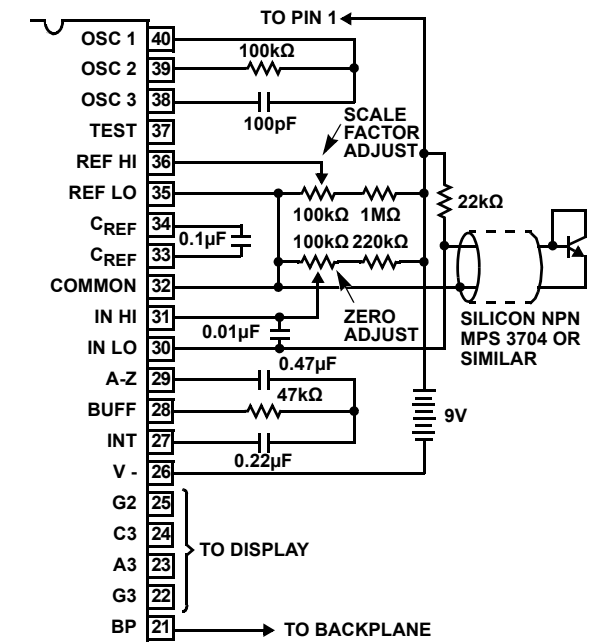 TO PIN 1
OSC 1 40
100kΩ
OSC 2 39
OSC 3 38
100pF
TEST 37
SCALE
FACTOR
ADJUST
REF HI 36
REF LO 35
100kΩ 1MΩ
22kΩ
CREF 34
0.1µF
100kΩ 220kΩ
CREF 33
COMMON 32
IN HI 31
0.01µF
ZERO
ADJUST
SILICON NPN
MPS 3704 OR
SIMILAR
IN LO 30
0.47µF
A-Z 29
47kΩ
BUFF 28
9V
INT 27
0.22µF
V - 26
G2 25
C3 24
TO DISPLAY
A3 23
G3 22
BP 21
TO BACKPLANE